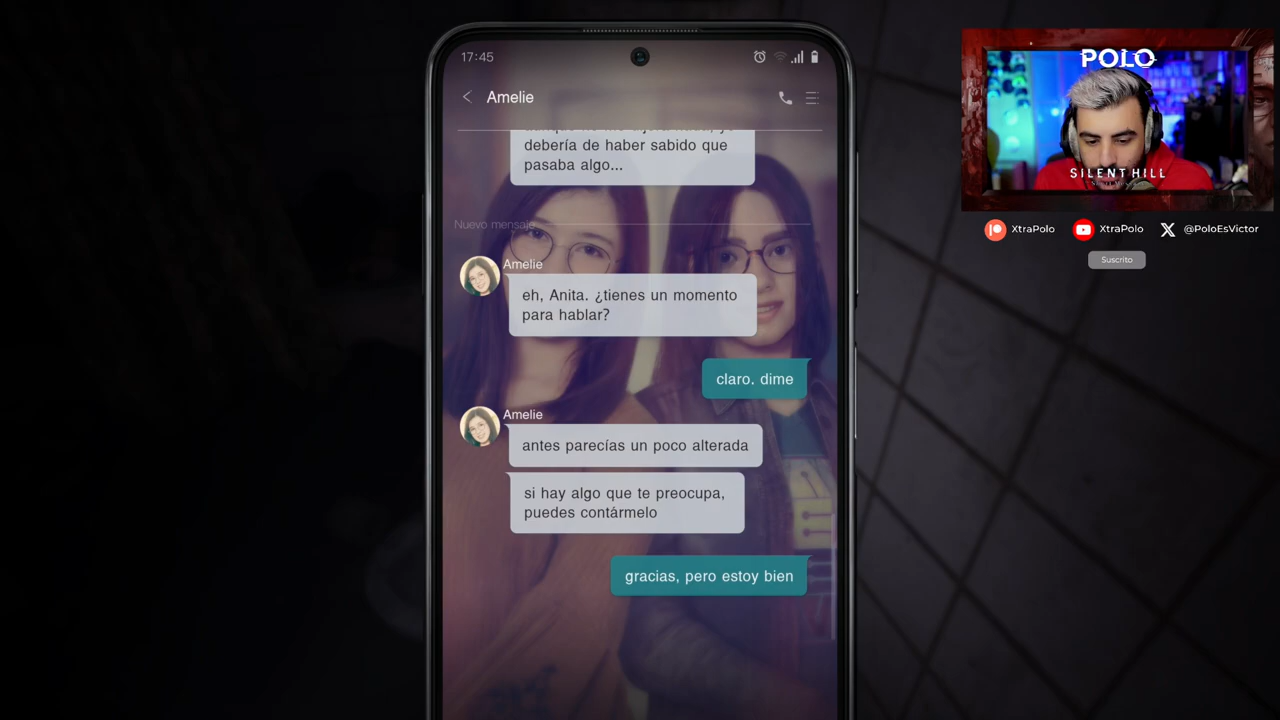 17:45
Amelie
debería de haber sabido que
pasaba algo...
Nuevo mensaje
Amelie
eh, Anita. ¿tienes un momento
para hablar?
claro. dime
Amelie
antes parecías un poco alterada
si hay algo que te preocupa,
puedes contármelo
gracias, pero estoy bien
POLO
SILENT HILL
XtraPolo
XtraPolo
@PoloEsVictor
Suscrito